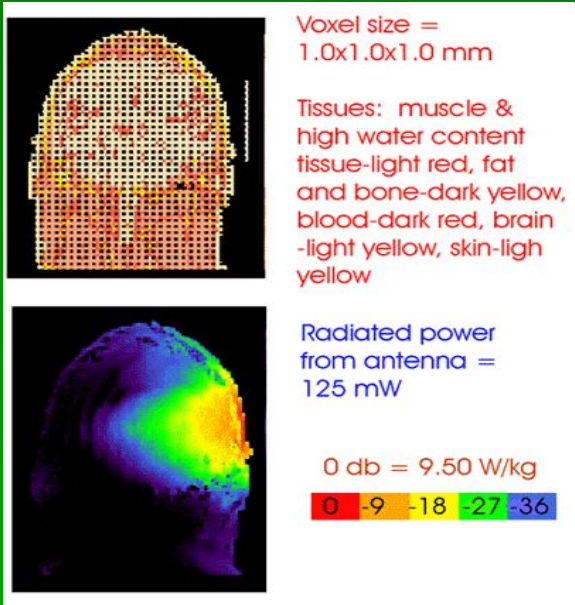 Voxel size =
1.0x1.0x1.0 mm
Tissues: muscle &
high water content
tissue-light red, fat
and bone-dark yellow,
blood-dark red, brain
-light yellow, skin-ligh
yellow
Radiated power
from antenna =
125 mW
0 db = 9.50 W/kg
0 -9 -18 -27 -36